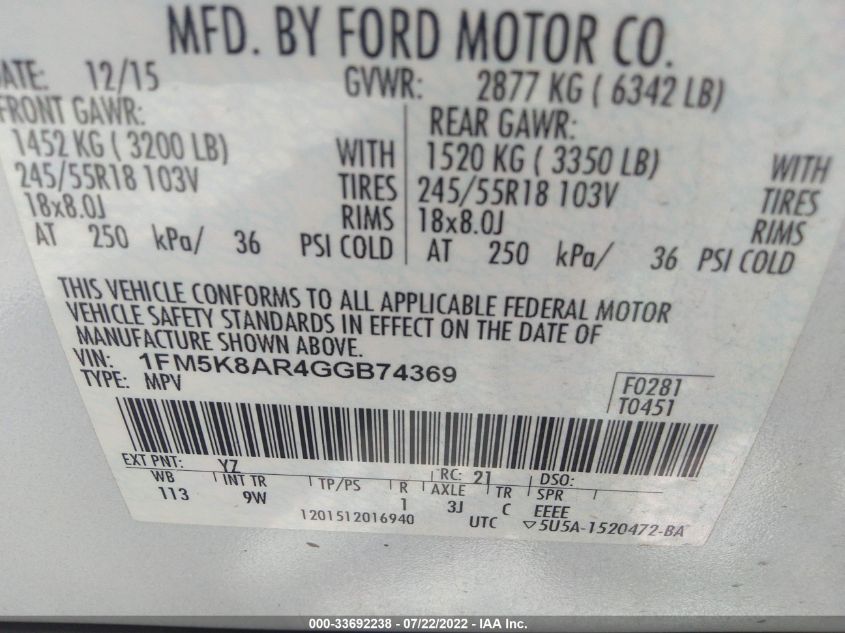 MFD. BY FORD MOTOR CO.
DATE: 12/15 GVWR: 2877 KG ( 6342 LB)
FRONT GAWR: REAR GAWR:
1452 KG ( 3200 LB) WITH 1520 KG ( 3350 LB) WITH
245/55R18 103V TIRES 245/55R18 103V TIRES
18x8.0J RIMS 18x8.0J RIMS
AT 250 kPa/ 36 PSI COLD AT 250 kPa/ 36 PSI COLD
THIS VEHICLE CONFORMS TO ALL APPLICABLE FEDERAL MOTOR
VEHICLE SAFETY STANDARDS IN EFFECT ON THE DATE OF
MANUFACTURE SHOWN ABOVE.
VIN: 1FM5K8AR4GGB74369
TYPE: MPV
F0281
T0451
EXT PNT: YZ RC: 21 DSO:
WB INT TR TP/PS R AXLE TR SPR
113 9W 1 3J C EEEE
1201512016940 UTC ▽5U5A-1520472-BA
000-33692238 - 07/22/2022 - IAA Inc.